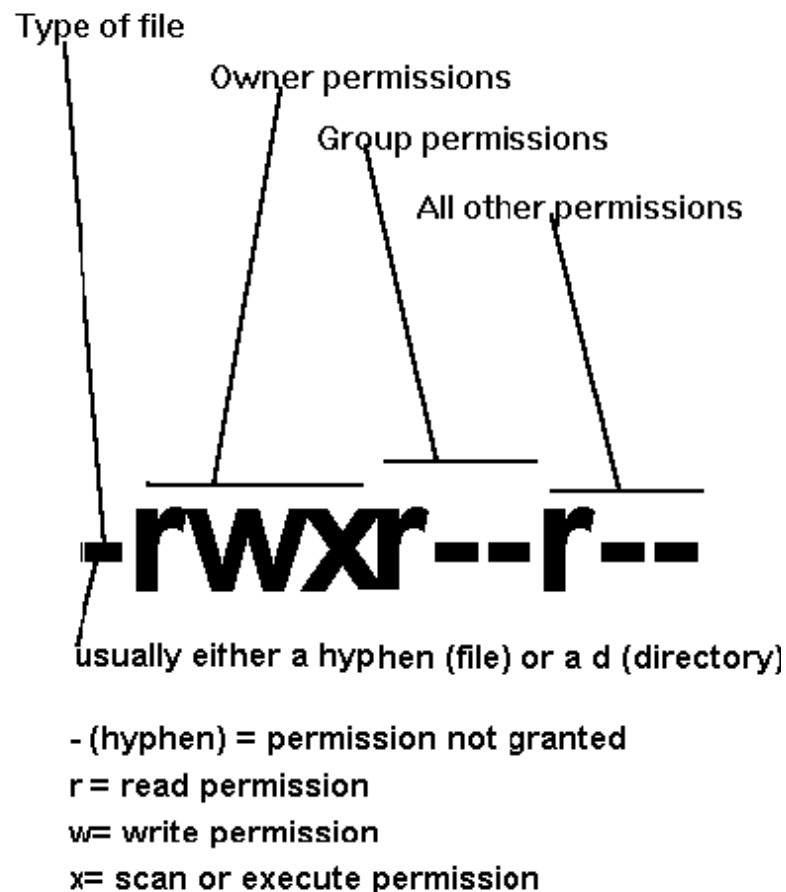 Type of file
Owner permissions
Group permissions
All other permissions
-rwxr--r--
usually either a hyphen (file) or a d (directory)
- (hyphen) = permission not granted
r = read permission
w= write permission
x= scan or execute permission